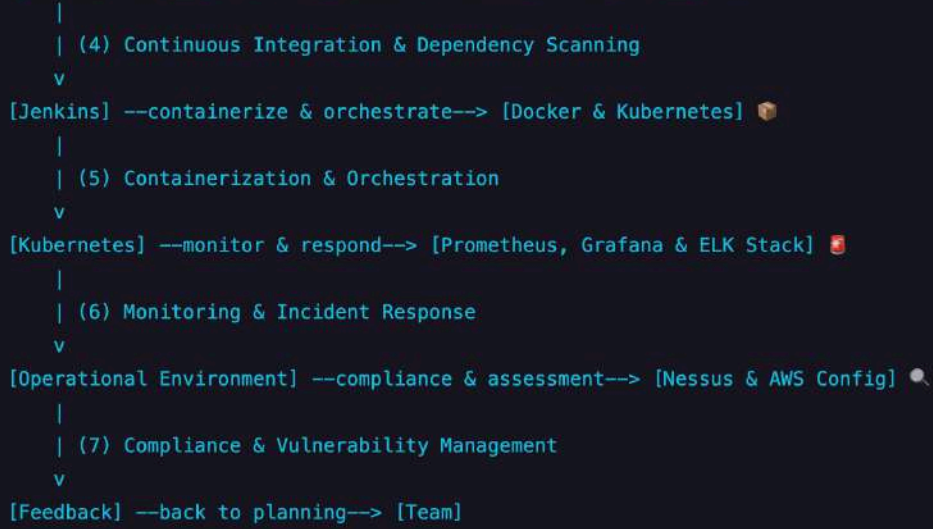 |
| (4) Continuous Integration & Dependency Scanning
v
[Jenkins] --containerize & orchestrate--> [Docker & Kubernetes] 📦
|
| (5) Containerization & Orchestration
v
[Kubernetes] --monitor & respond--> [Prometheus, Grafana & ELK Stack] 🚨
|
| (6) Monitoring & Incident Response
v
[Operational Environment] --compliance & assessment--> [Nessus & AWS Config] 🔍
|
| (7) Compliance & Vulnerability Management
v
[Feedback] --back to planning--> [Team]